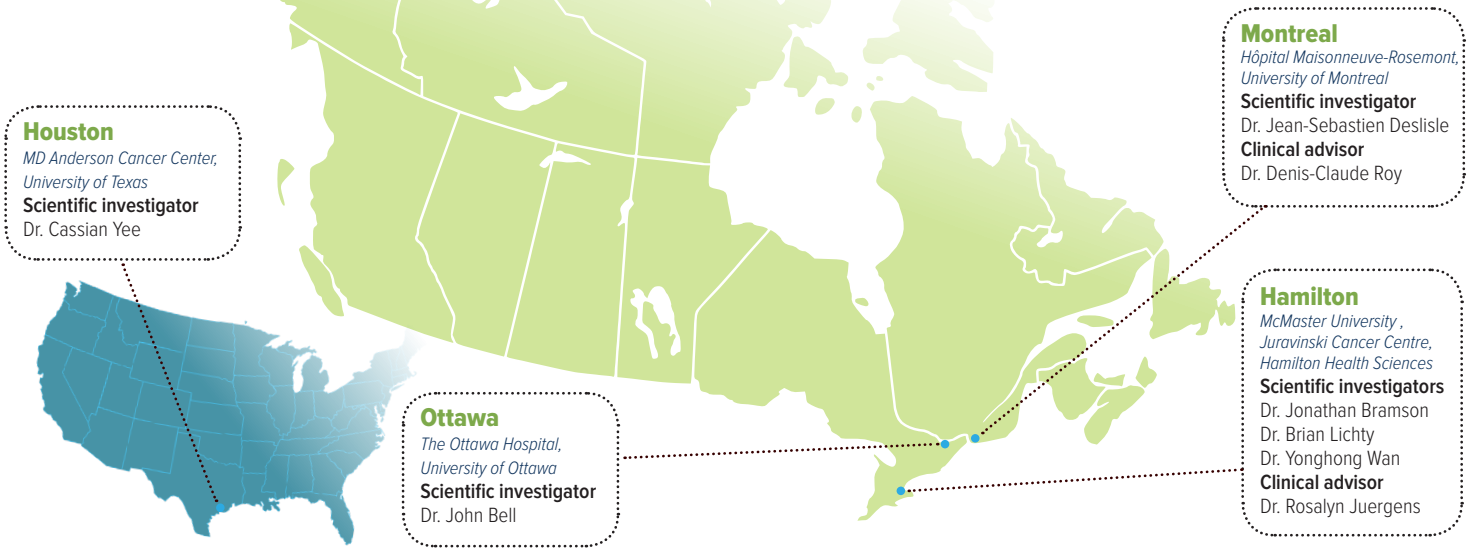 Houston
MD Anderson Cancer Center,
University of Texas
Scientific investigator
Dr. Cassian Yee
Ottawa
The Ottawa Hospital,
University of Ottawa
Scientific investigator
Dr. John Bell
Montreal
Hôpital Maisonneuve-Rosemont,
University of Montreal
Scientific investigator
Dr. Jean-Sebastien Deslisle
Clinical advisor
Dr. Denis-Claude Roy
Hamilton
McMaster University ,
Juravinski Cancer Centre,
Hamilton Health Sciences
Scientific investigators
Dr. Jonathan Bramson
Dr. Brian Lichty
Dr. Yonghong Wan
Clinical advisor
Dr. Rosalyn Juergens